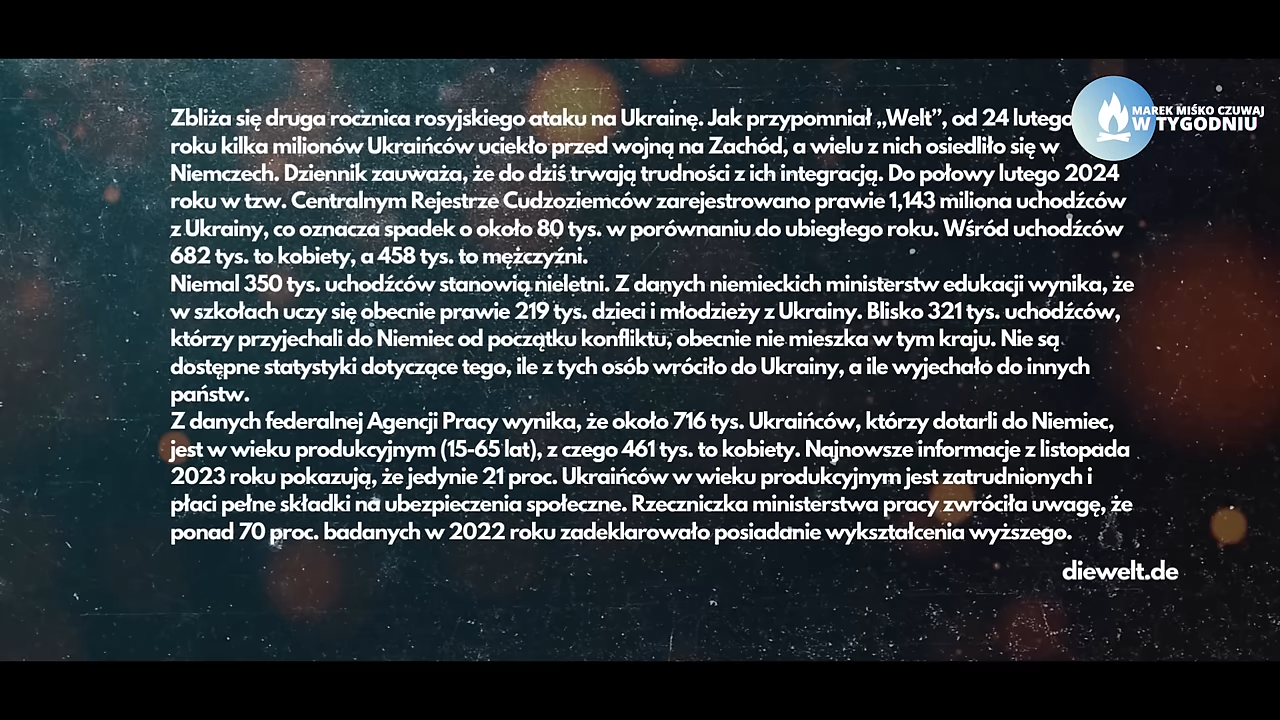 MAREK MIŚKO CZUWAJ
W TYGODNIU
Zbliża się druga rocznica rosyjskiego ataku na Ukrainę. Jak przypomniał „Welt”, od 24 lutego
roku kilka milionów Ukraińców uciekło przed wojną na Zachód, a wielu z nich osiedliło się w
Niemczech. Dziennik zauważa, że do dziś trwają trudności z ich integracją. Do połowy lutego 2024
roku w tzw. Centralnym Rejestrze Cudzoziemców zarejestrowano prawie 1,143 miliona uchodźców
z Ukrainy, co oznacza spadek o około 80 tys. w porównaniu do ubiegłego roku. Wśród uchodźców
682 tys. to kobiety, a 458 tys. to mężczyźni.
Niemal 350 tys. uchodźców stanowią nieletni. Z danych niemieckich ministerstw edukacji wynika, że
w szkołach uczy się obecnie prawie 219 tys. dzieci i młodzieży z Ukrainy. Blisko 321 tys. uchodźców,
którzy przyjechali do Niemiec od początku konfliktu, obecnie nie mieszka w tym kraju. Nie są
dostępne statystyki dotyczące tego, ile z tych osób wróciło do Ukrainy, a ile wyjechało do innych
państw.
Z danych federalnej Agencji Pracy wynika, że około 716 tys. Ukraińców, którzy dotarli do Niemiec,
jest w wieku produkcyjnym (15-65 lat), z czego 461 tys. to kobiety. Najnowsze informacje z listopada
2023 roku pokazują, że jedynie 21 proc. Ukraińców w wieku produkcyjnym jest zatrudnionych i
płaci pełne składki na ubezpieczenia społeczne. Rzeczniczka ministerstwa pracy zwróciła uwagę, że
ponad 70 proc. badanych w 2022 roku zadeklarowało posiadanie wykształcenia wyższego.
diewelt.de